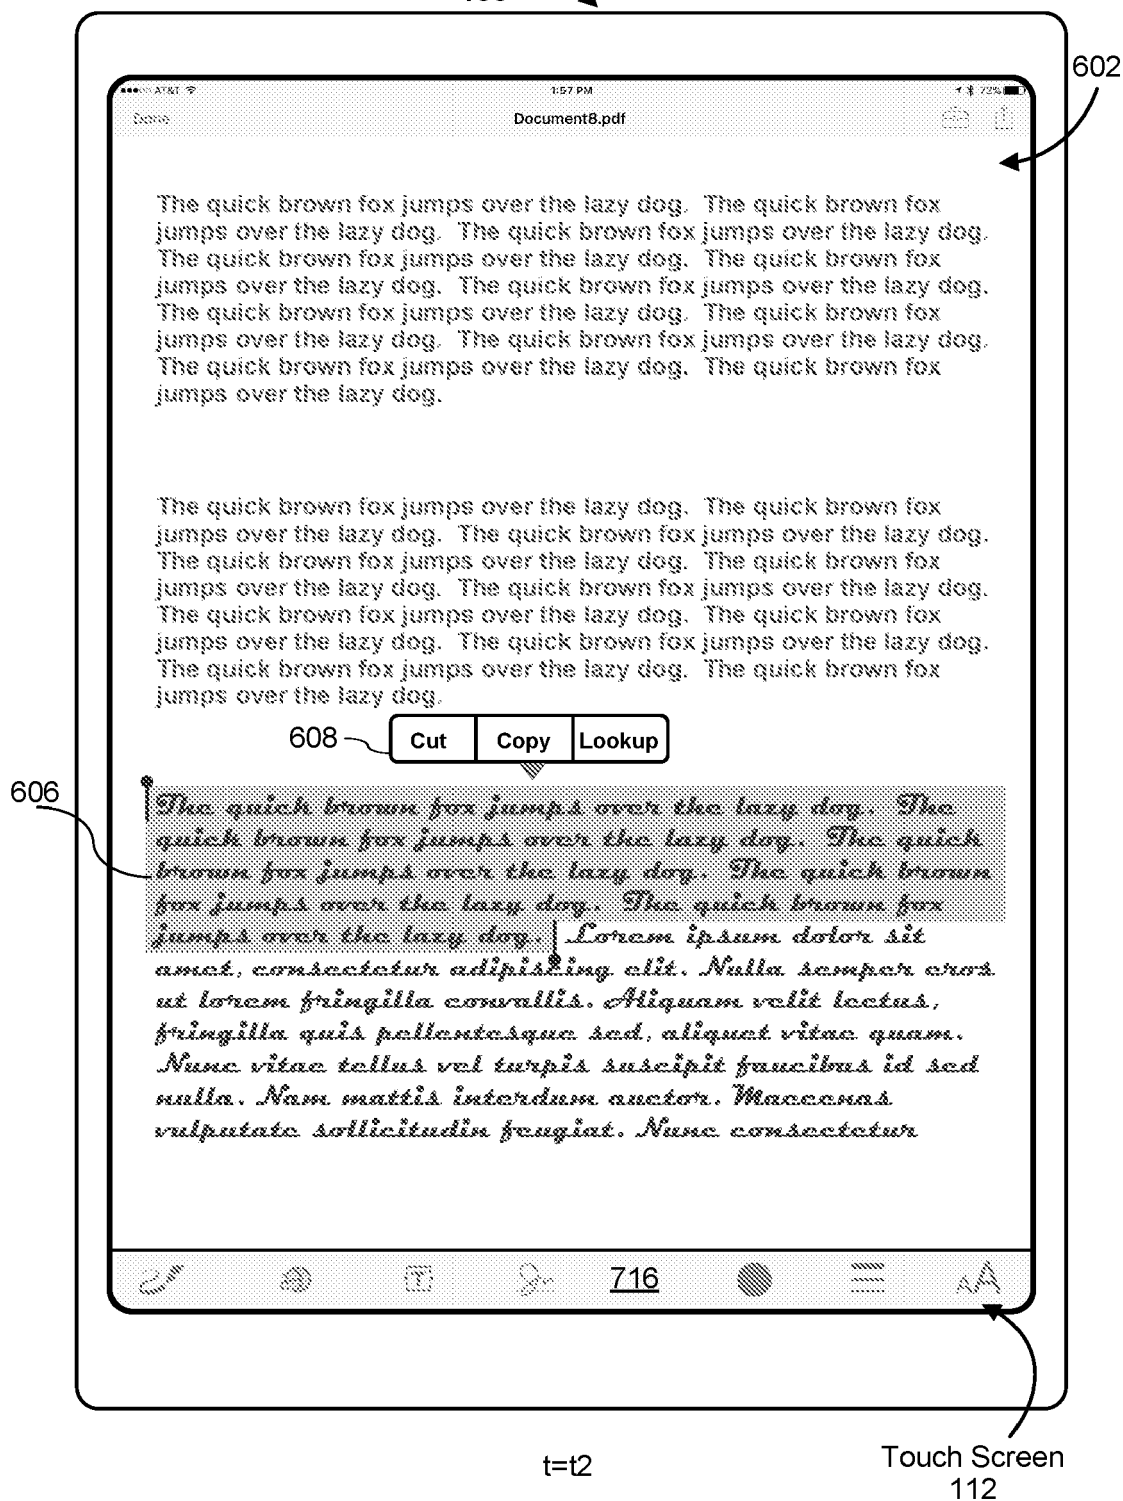 602
AT&T 1:57 PM 72%
Done Document8.pdf
The quick brown fox jumps over the lazy dog. The quick brown fox
jumps over the lazy dog. The quick brown fox jumps over the lazy dog.
The quick brown fox jumps over the lazy dog. The quick brown fox
jumps over the lazy dog. The quick brown fox jumps over the lazy dog.
The quick brown fox jumps over the lazy dog. The quick brown fox
jumps over the lazy dog. The quick brown fox jumps over the lazy dog.
The quick brown fox jumps over the lazy dog. The quick brown fox
jumps over the lazy dog.
The quick brown fox jumps over the lazy dog. The quick brown fox
jumps over the lazy dog. The quick brown fox jumps over the lazy dog.
The quick brown fox jumps over the lazy dog. The quick brown fox
jumps over the lazy dog. The quick brown fox jumps over the lazy dog.
The quick brown fox jumps over the lazy dog. The quick brown fox
jumps over the lazy dog. The quick brown fox jumps over the lazy dog.
The quick brown fox jumps over the lazy dog. The quick brown fox
jumps over the lazy dog.
608 Cut Copy Lookup
606
The quick brown fox jumps over the lazy dog. The
quick brown fox jumps over the lazy dog. The quick
brown fox jumps over the lazy dog. The quick brown
fox jumps over the lazy dog. The quick brown fox
jumps over the lazy dog. Lorem ipsum dolor sit
amet, consectetur adipiscing elit. Nulla semper eros
ut lorem fringilla convallis. Aliquam velit lectus,
fringilla quis pellentesque sed, aliquet vitae quam.
Nunc vitae tellus vel turpis suscipit faucibus id sed
nulla. Nam mattis interdum auctor. Maecenas
vulputate sollicitudin feugiat. Nunc consectetur
T 716 AA
t=t2
Touch Screen
112